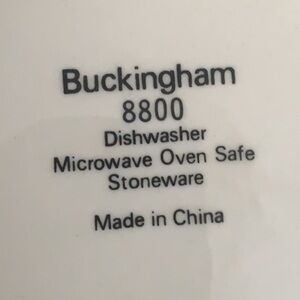 Buckingham
8800
Dishwasher
Microwave Oven Safe
Stoneware
Made in China